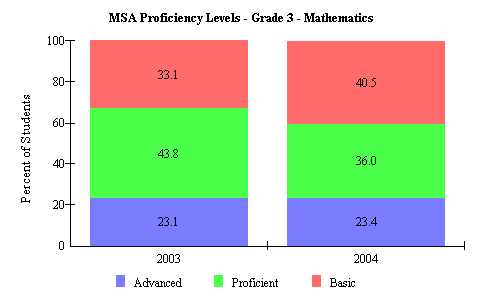 MSA Proficiency Levels - Grade 3 - Mathematics
Percent of Students
100
80
60
40
20
0
33.1
43.8
23.1
40.5
36.0
23.4
2003
2004
Advanced
Proficient
Basic